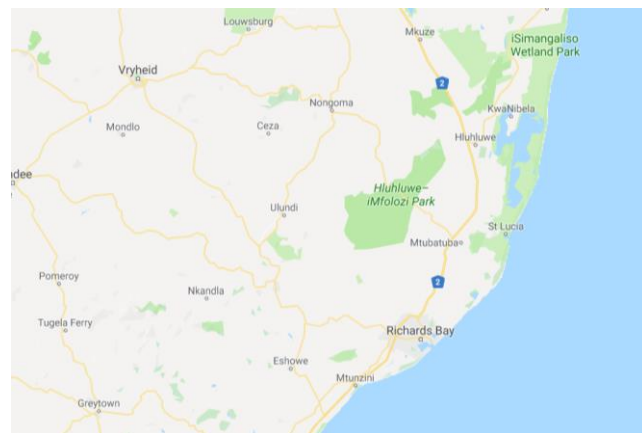 Louwsburg
Mkuze
iSimangaliso
Wetland Park
Vryheid
2
Nongoma
KwaNibela
Mondlo
Ceza
Hluhluwe
dee
Hluhluwe–
iMfolozi Park
Ulundi
St Lucia
Mtubatuba
Pomeroy
2
Nkandla
Tugela Ferry
Richards Bay
Eshowe
Mtunzini
Greytown